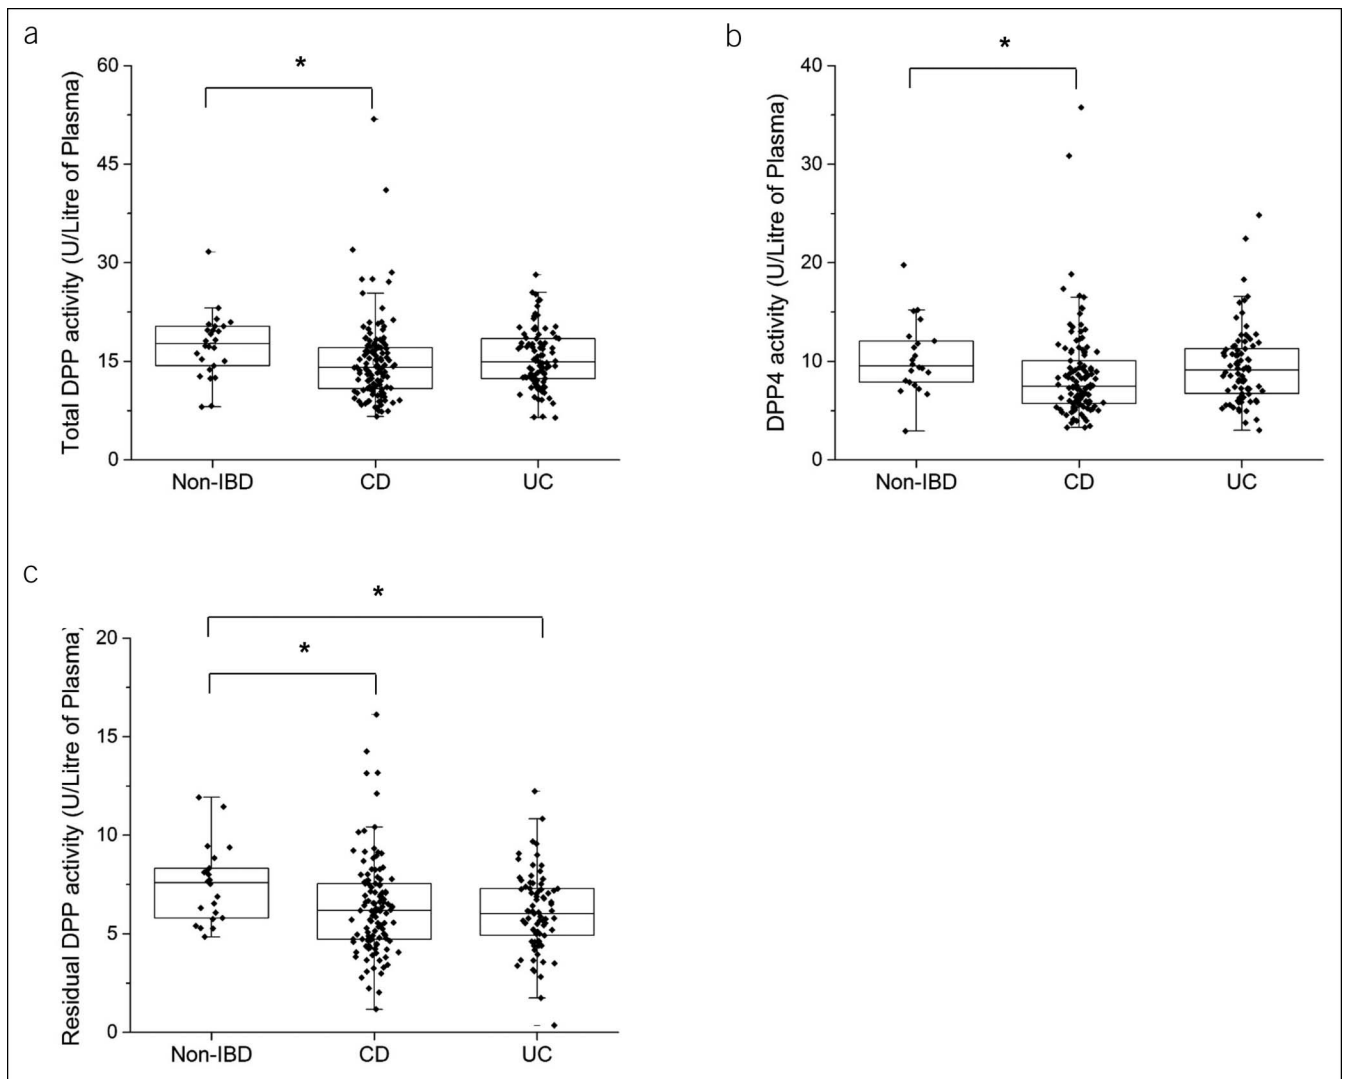 a
*
Total DPP activity (U/Litre of Plasma)
60
45
30
15
0
Non-IBD CD UC
b
*
DPP4 activity (U/Litre of Plasma)
40
30
20
10
0
Non-IBD CD UC
c
*
*
Residual DPP activity (U/Litre of Plasma)
20
15
10
5
0
Non-IBD CD UC